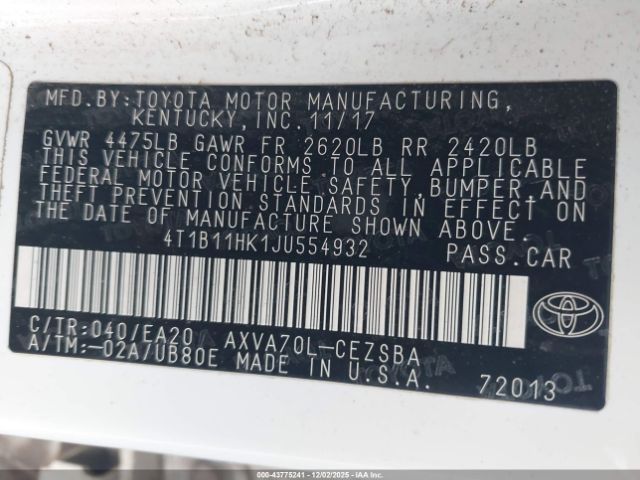 MFD.BY:TOYOTA MOTOR MANUFACTURING,
KENTUCKY,INC.11/17
GVWR 4475LB GAWR FR 2620LB RR 2420LB
THIS VEHICLE CONFORMS TO ALL APPLICABLE
FEDERAL MOTOR VEHICLE SAFETY,BUMPER,AND
THEFT PREVENTION STANDARDS IN EFFECT ON
THE DATE OF MANUFACTURE SHOWN ABOVE.
4T1B11HK1JU554932 PASS.CAR
C/TR:040/EA20 AXVA70L-CEZSBA
A/TM:-02A/UB80E MADE IN U.S.A. 72013
000-43775241 - 12/02/2025 - IAAI.COM